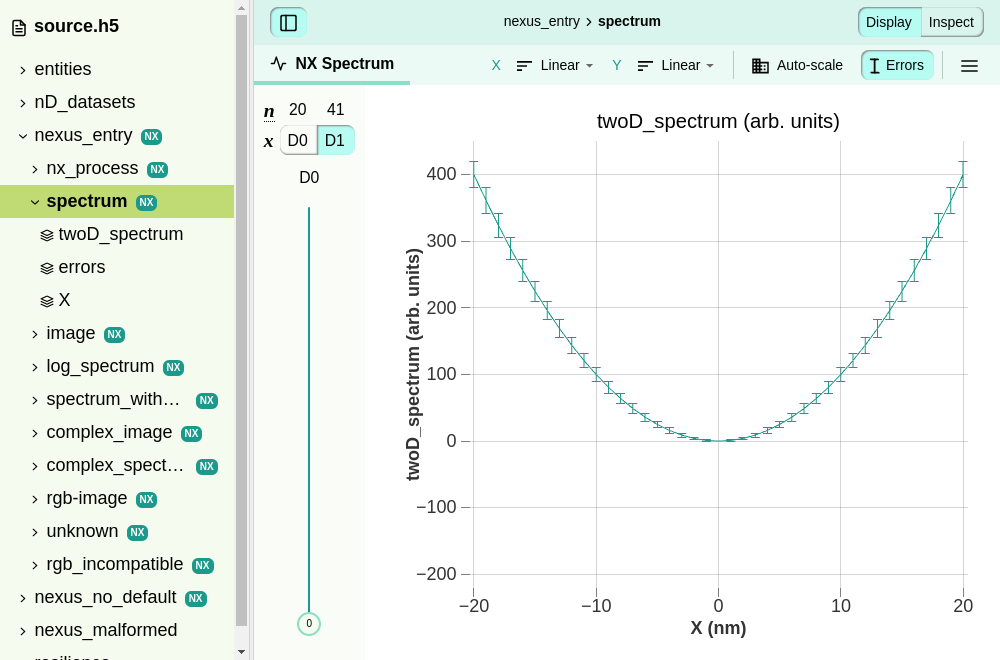 source.h5
entities
nD_datasets
nexus_entry NX
nx_process NX
spectrum NX
twoD_spectrum
errors
X
image NX
log_spectrum NX
spectrum_with… NX
complex_image NX
complex_spect… NX
rgb-image NX
unknown NX
rgb_incompatible NX
nexus_no_default NX
nexus_malformed
nexus_entry › spectrum
Display Inspect
NX Spectrum
X Linear Y Linear Auto-scale Errors
n 20 41
x D0 D1
D0
0
twoD_spectrum (arb. units)
400
300
200
100
0
−100
−200
twoD_spectrum (arb. units)
−20 −10 0 10 20
X (nm)